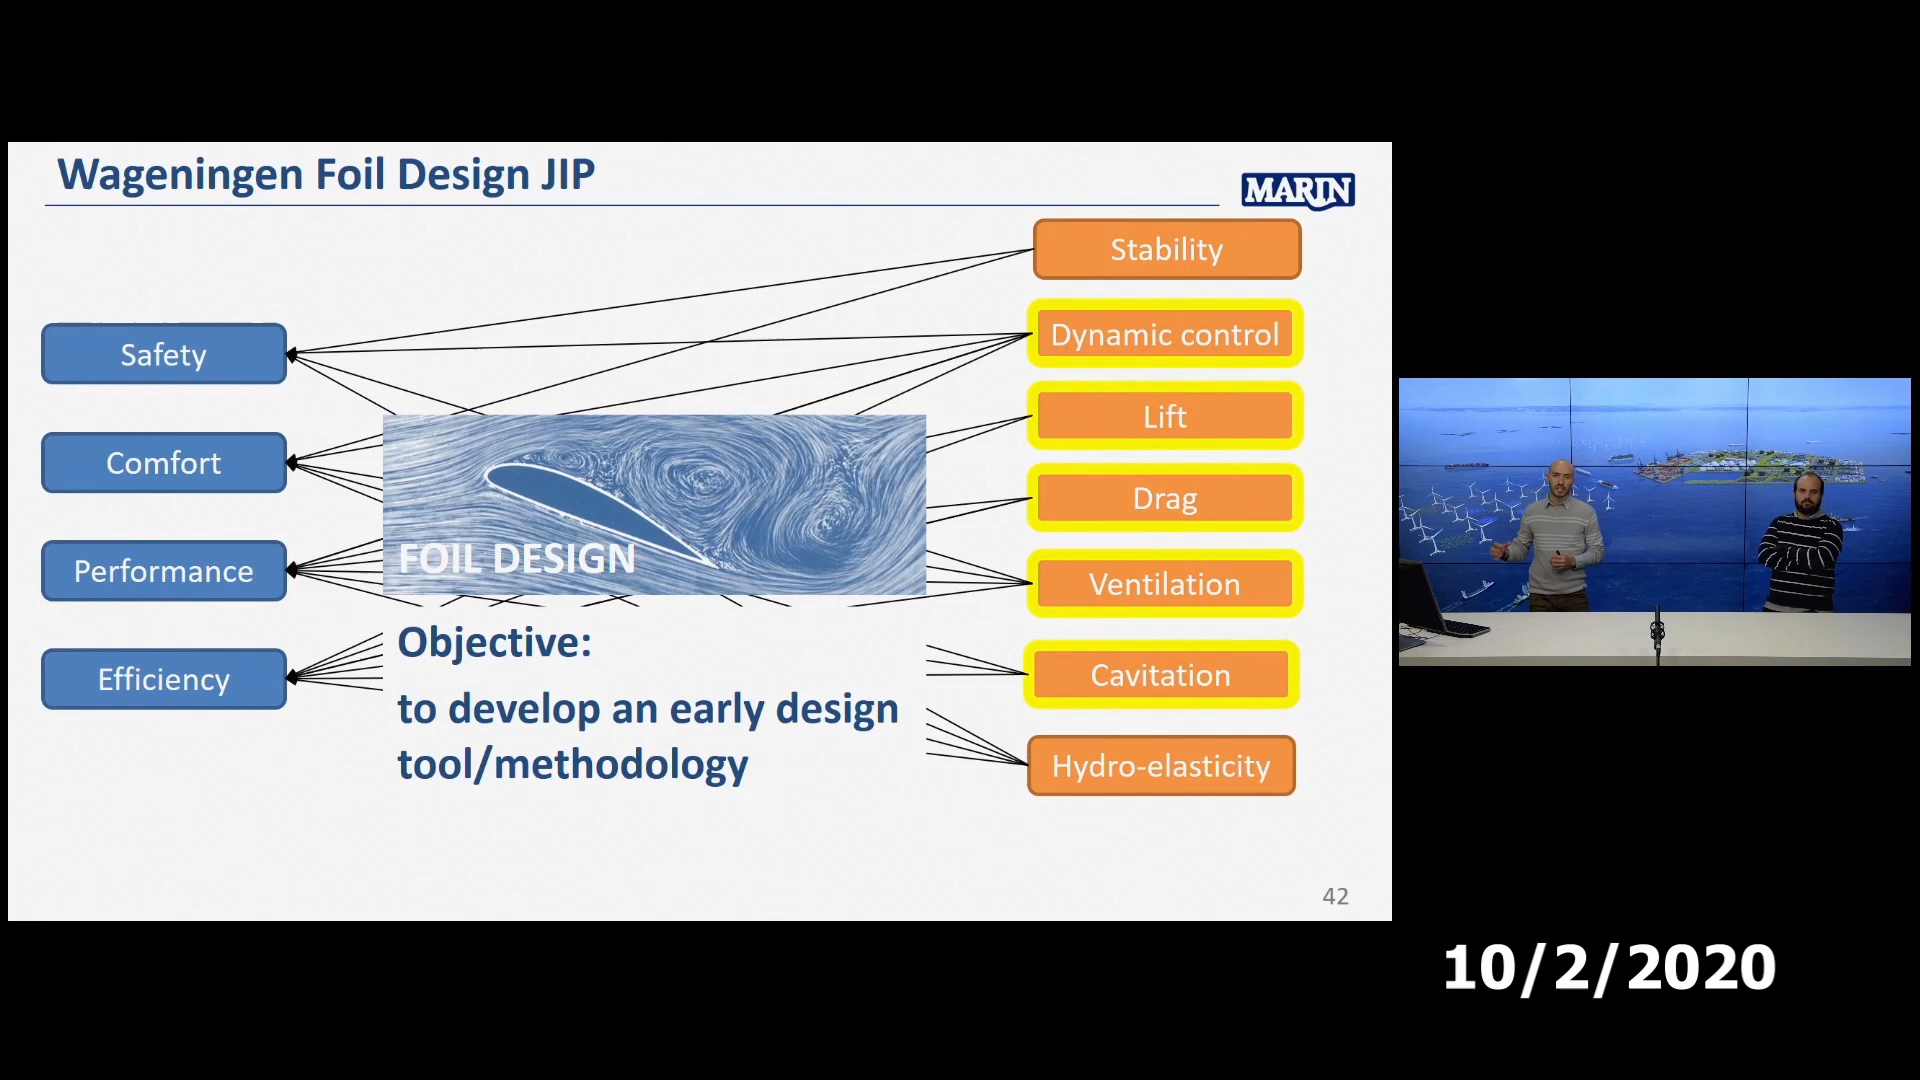 Wageningen Foil Design JIP
MARIN
Stability
Dynamic control
Lift
Drag
Ventilation
Cavitation
Hydro-elasticity
Safety
Comfort
Performance
Efficiency
FOIL DESIGN
Objective:
to develop an early design
tool/methodology
42
10/2/2020